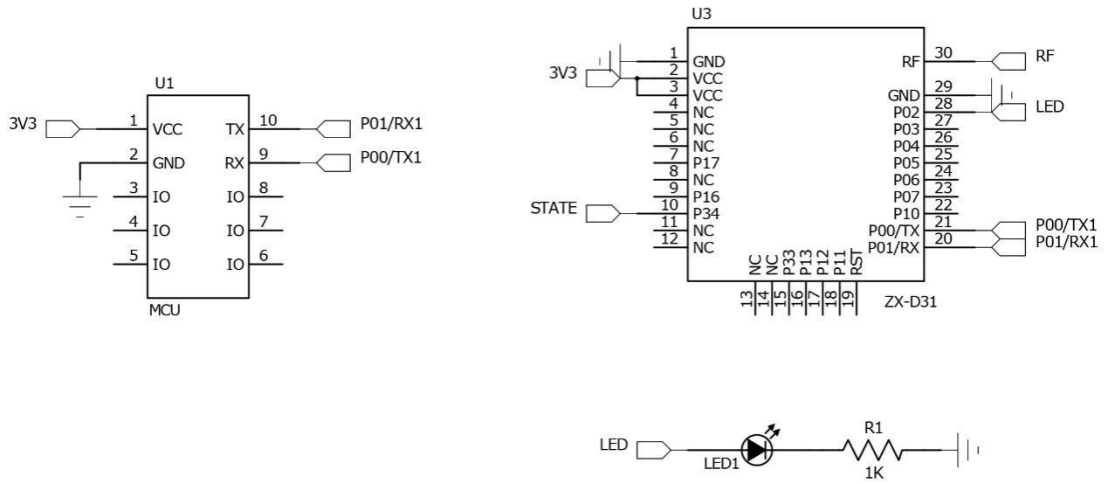 U3
1 GND
RF 30
RF
3V3
2 VCC
3 VCC
GND 29
4 NC
P02 28
LED
5 NC
P03 27
6 NC
P04 26
7 P17
P05 25
8 NC
P06 24
9 P16
P07 23
STATE
10 P34
P10 22
11 NC
P00/TX 21
P00/TX1
12 NC
P01/RX 20
P01/RX1
NC NC P33 P13 P12 P11 RST
13 14 15 16 17 18 19
ZX-D31
U1
3V3
1 VCC
TX 10
P01/RX1
2 GND
RX 9
P00/TX1
3 IO
IO 8
4 IO
IO 7
5 IO
IO 6
MCU
LED
LED1
R1
1K